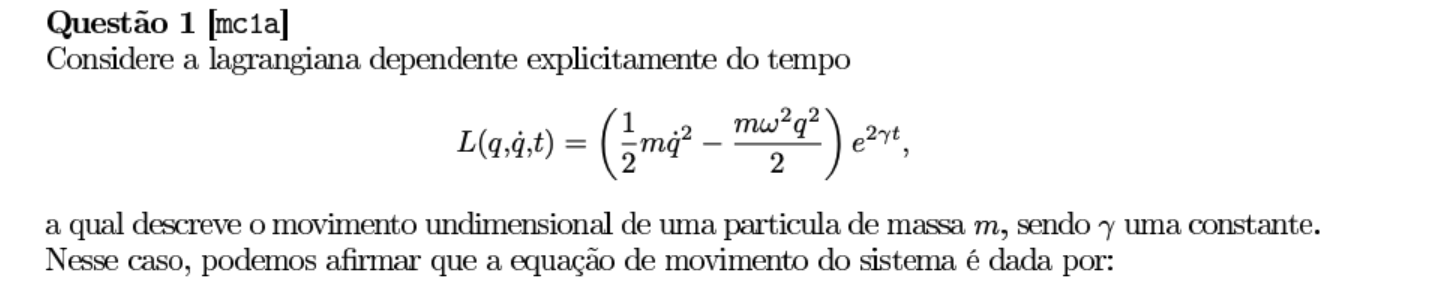 Questão 1 [mc1a]
Considere a lagrangiana dependente explicitamente do tempo
L(q,q̇,t) = (1/2 mq̇² − mω²q²/2) e^{2γt},
a qual descreve o movimento undimensional de uma particula de massa m, sendo γ uma constante.
Nesse caso, podemos afirmar que a equação de movimento do sistema é dada por: